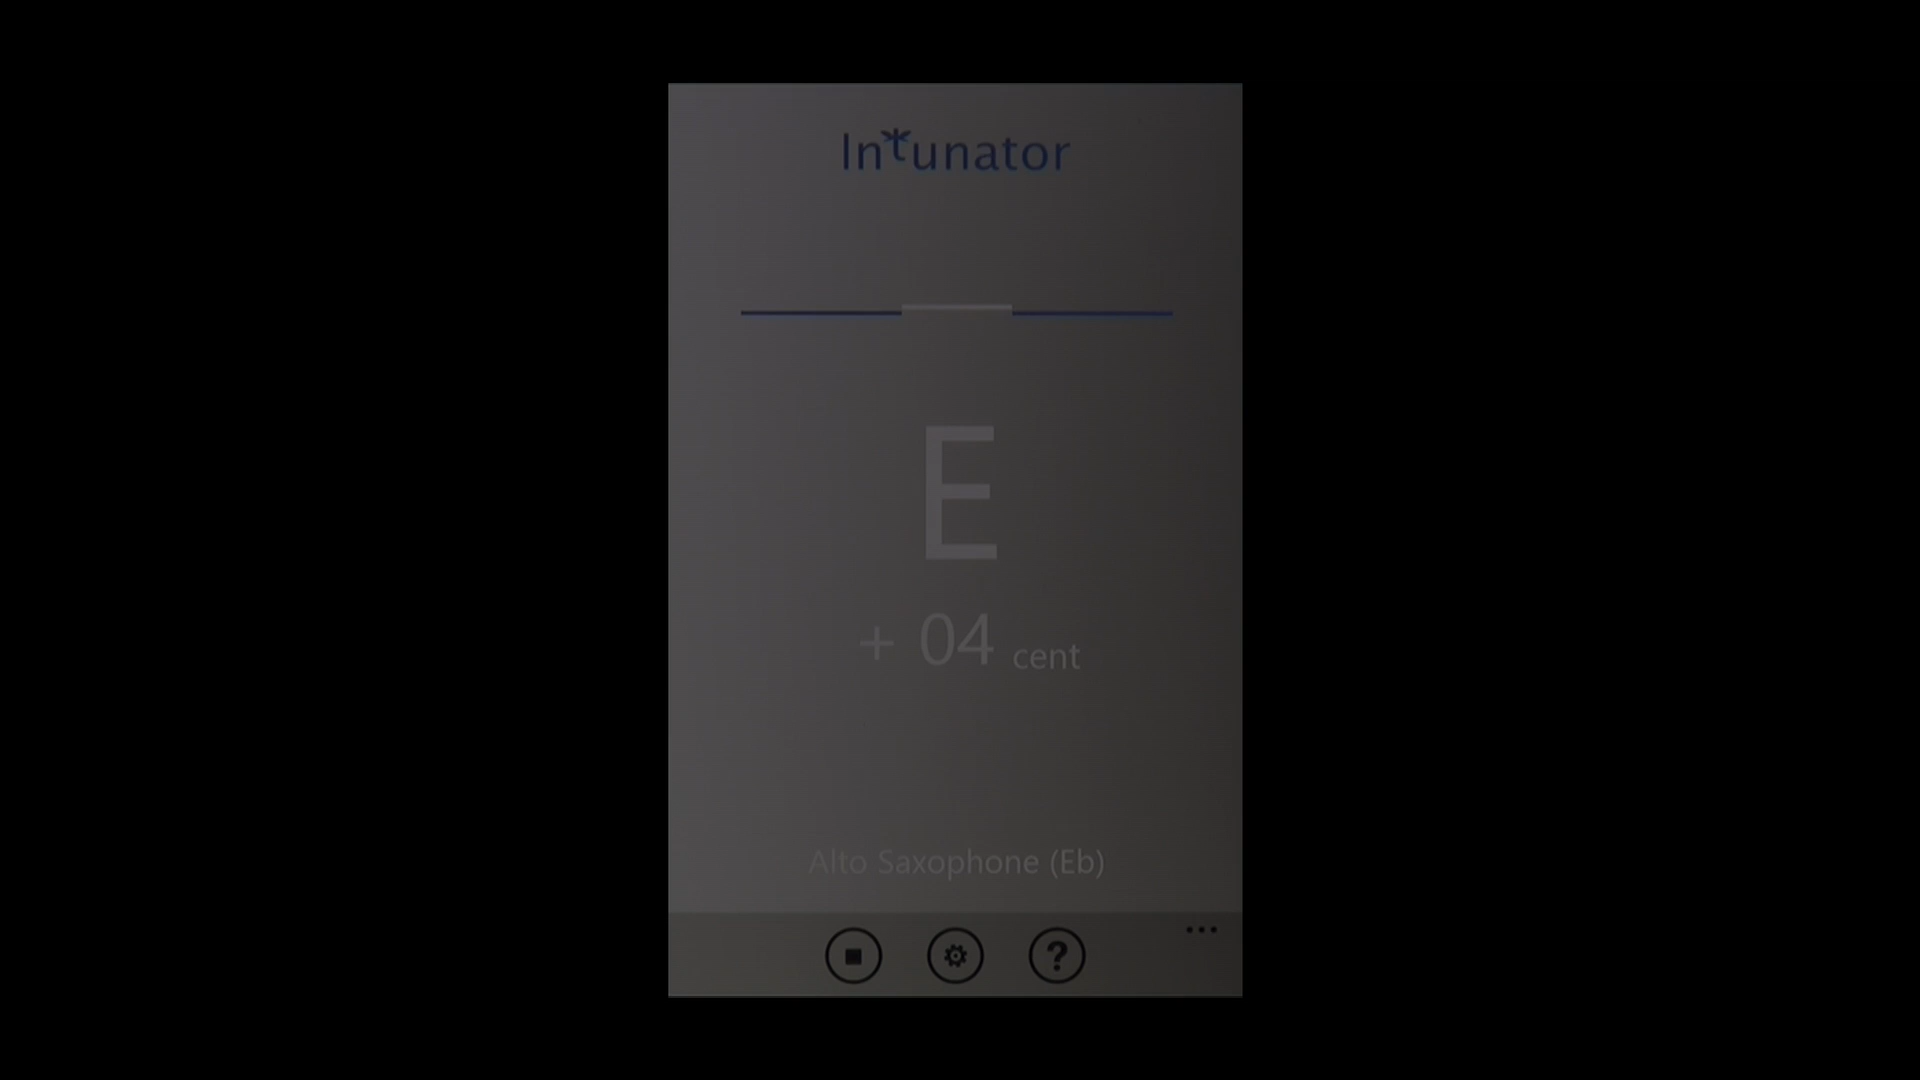 Intunator
E
+ 04 cent
Alto Saxophone (Eb)
?
...